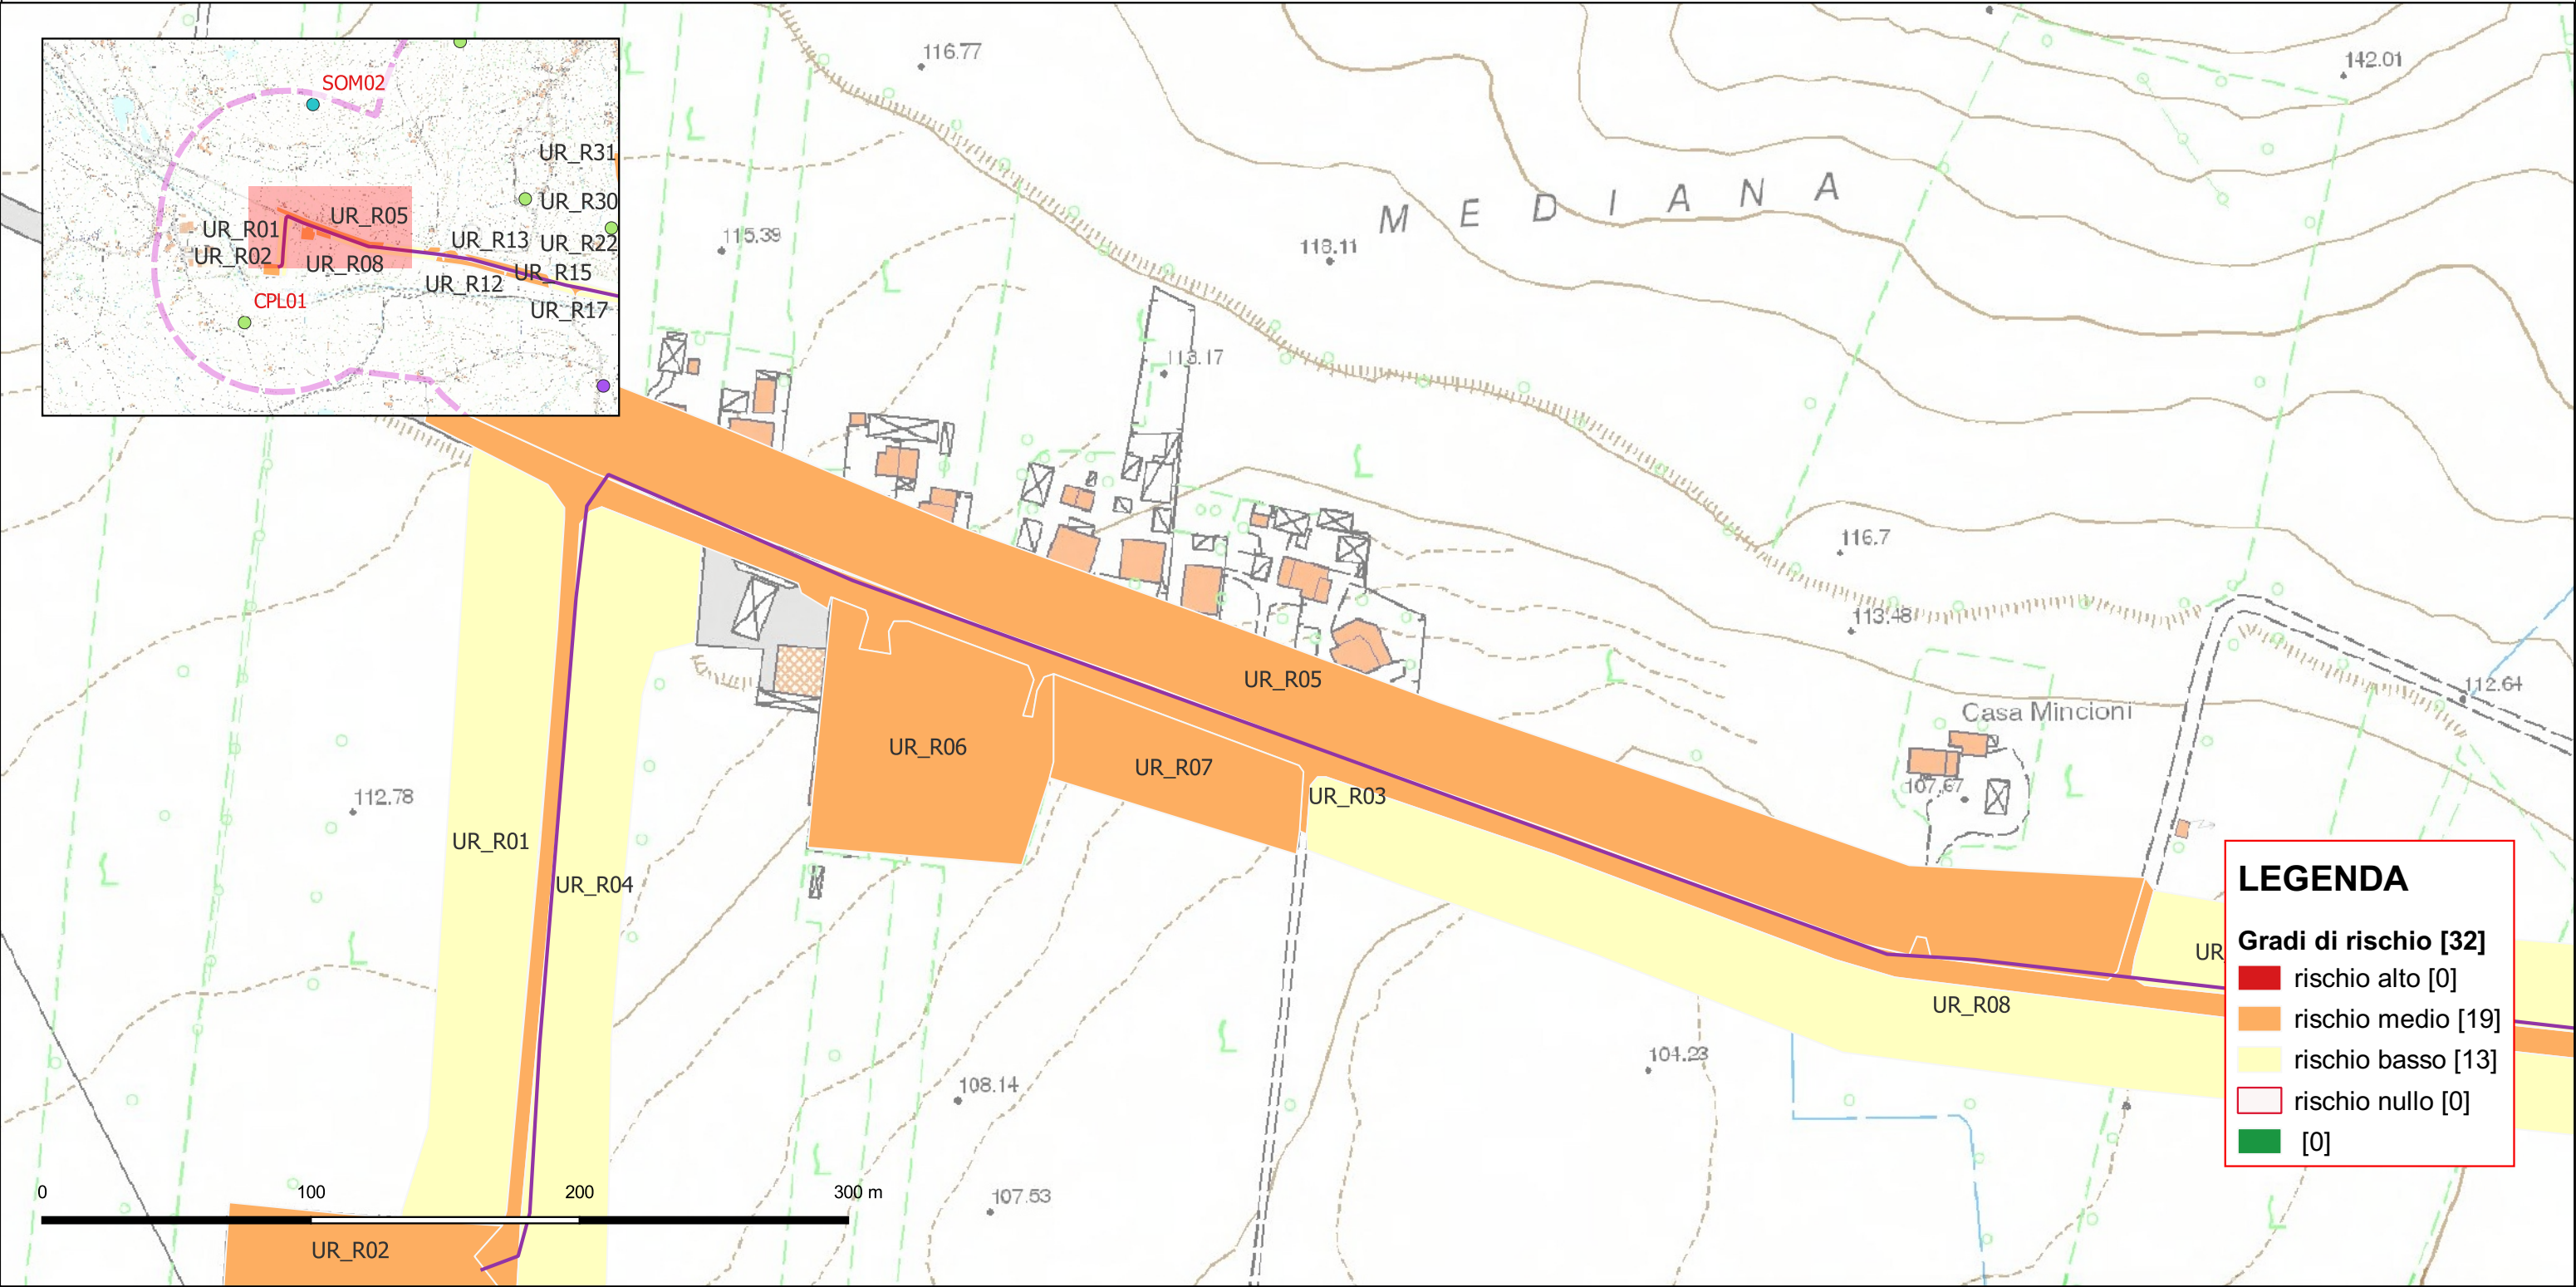 116.77
142.01
SOM02
UR_R31
UR_R30
UR_R05
UR_R01
UR_R13
UR_R22
UR_R02
UR_R08
UR_R15
UR_R12
CPL01
UR_R17
MEDIANA
115.39
118.11
113.17
116.7
113.48
112.64
UR_R05
Casa Mincioni
UR_R06
UR_R07
107.67
UR_R03
112.78
UR_R01
UR_R04
UR
UR_R08
104.23
108.14
107.53
0 100 200 300 m
UR_R02
LEGENDA
Gradi di rischio [32]
rischio alto [0]
rischio medio [19]
rischio basso [13]
rischio nullo [0]
[0]